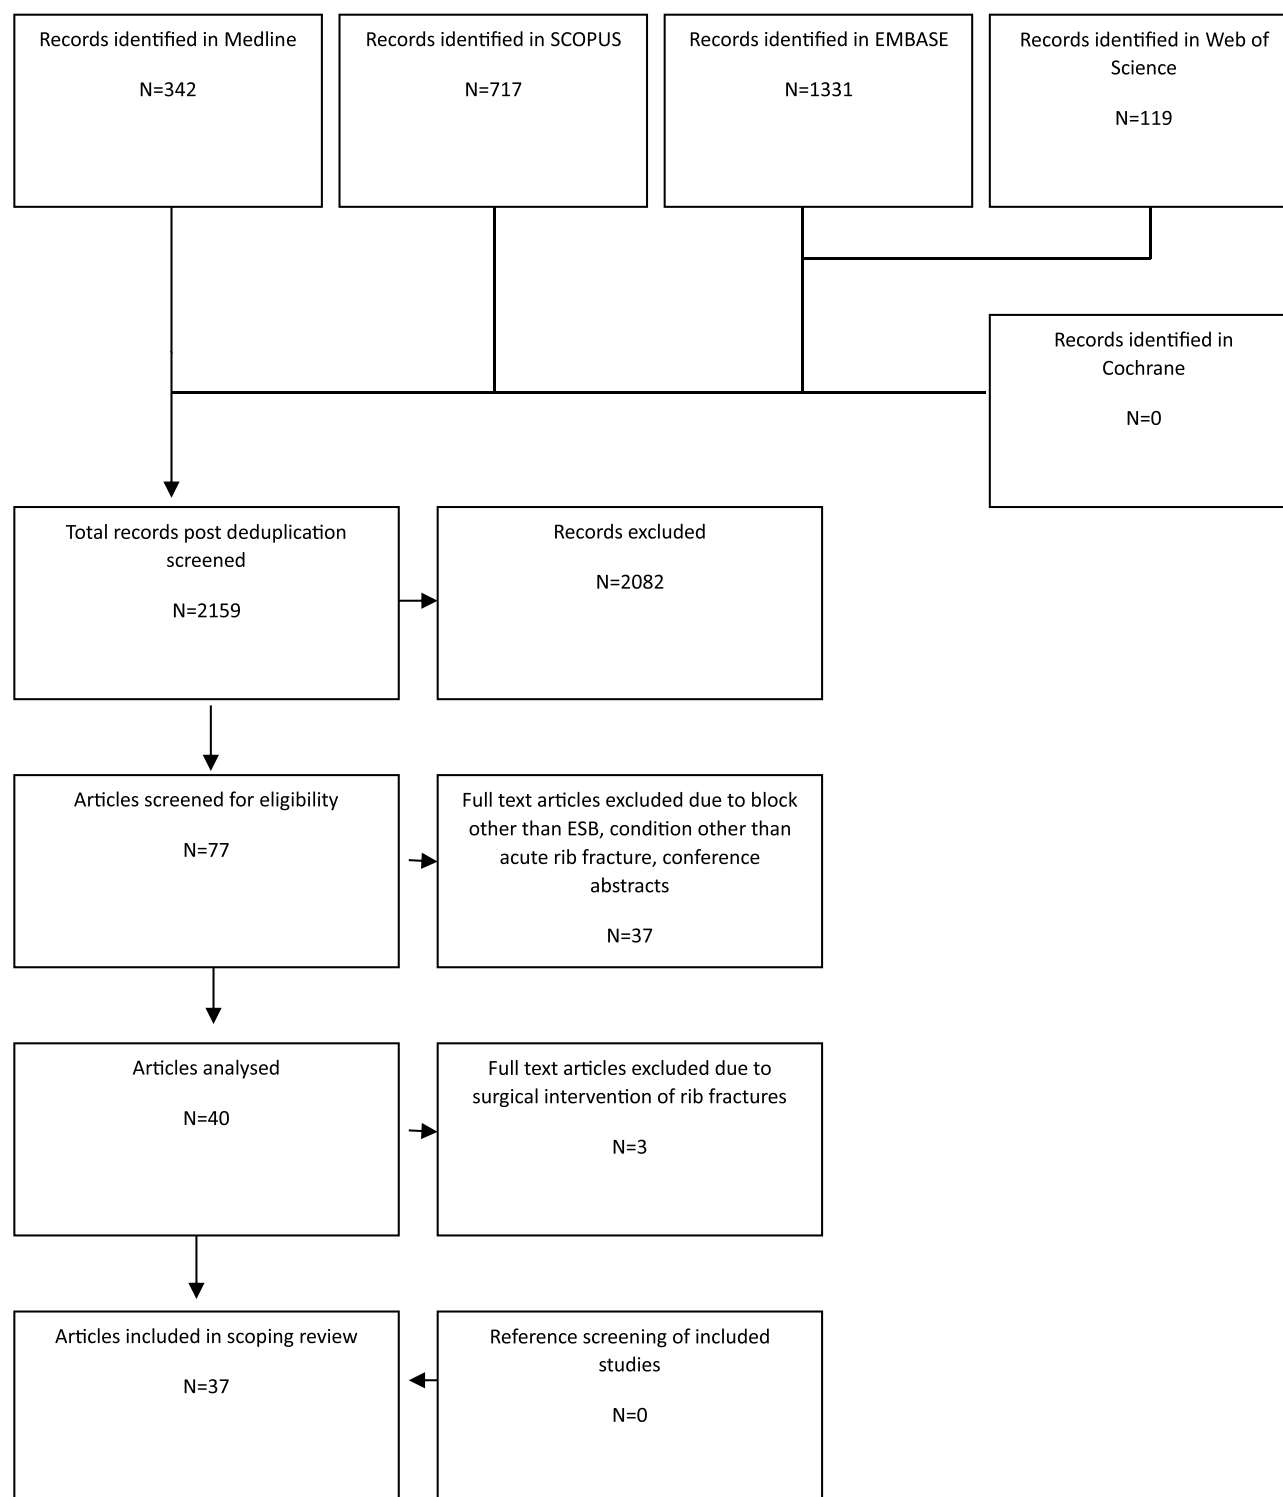 Records identified in Medline
N=342
Records identified in SCOPUS
N=717
Records identified in EMBASE
N=1331
Records identified in Web of
Science
N=119
Records identified in
Cochrane
N=0
Total records post deduplication
screened
N=2159
Records excluded
N=2082
Articles screened for eligibility
N=77
Full text articles excluded due to block
other than ESB, condition other than
acute rib fracture, conference
abstracts
N=37
Articles analysed
N=40
Full text articles excluded due to
surgical intervention of rib fractures
N=3
Articles included in scoping review
N=37
Reference screening of included
studies
N=0